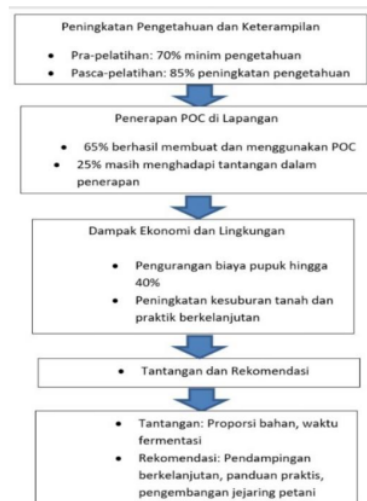 Peningkatan Pengetahuan dan Keterampilan
• Pra-pelatihan: 70% minim pengetahuan
• Pasca-pelatihan: 85% peningkatan pengetahuan
Penerapan POC di Lapangan
• 65% berhasil membuat dan menggunakan POC
• 25% masih menghadapi tantangan dalam
penerapan
Dampak Ekonomi dan Lingkungan
• Pengurangan biaya pupuk hingga
40%
• Peningkatan kesuburan tanah dan
praktik berkelanjutan
• Tantangan dan Rekomendasi
• Tantangan: Proporsi bahan, waktu
fermentasi
• Rekomendasi: Pendampingan
berkelanjutan, panduan praktis,
pengembangan jejaring petani